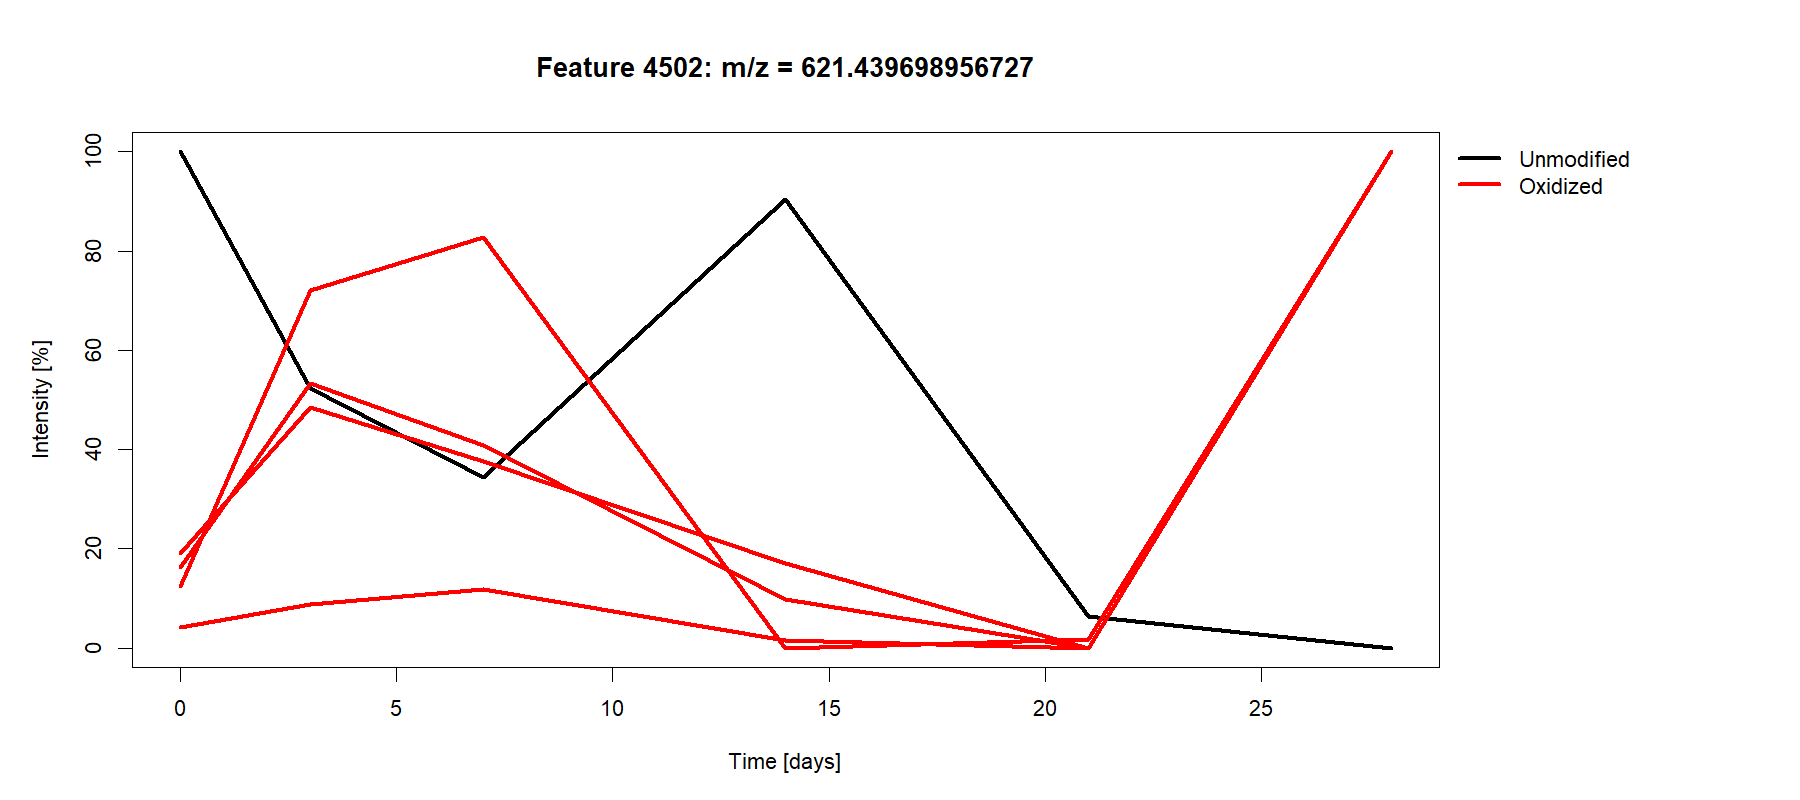 Feature 4502: m/z = 621.439698956727
Unmodified
Oxidized
100
80
60
40
20
0
Intensity [%]
0 5 10 15 20 25
Time [days]